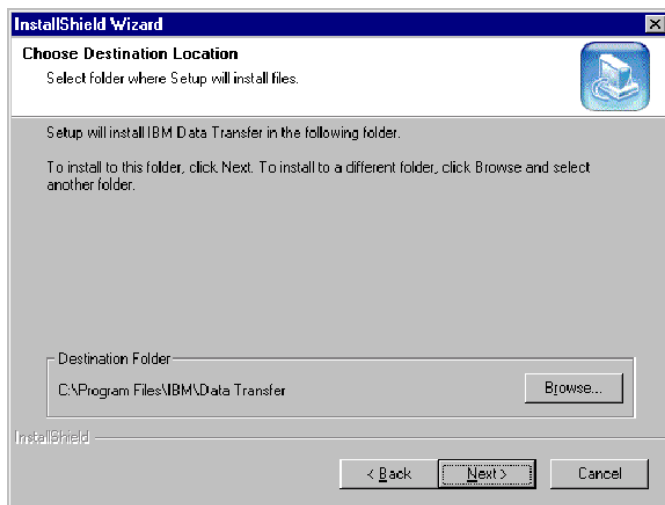 InstallShield Wizard
Choose Destination Location
Select folder where Setup will install files.
Setup will install IBM Data Transfer in the following folder.
To install to this folder, click Next. To install to a different folder, click Browse and select
another folder.
Destination Folder
C:\Program Files\IBM\Data Transfer
Browse...
InstallShield
< Back
Next >
Cancel